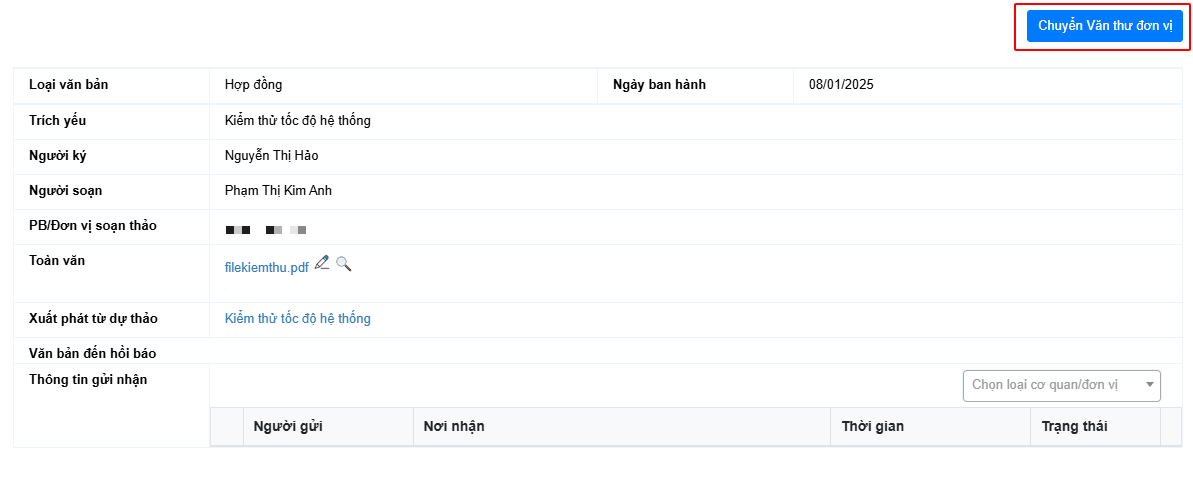 Chuyển Văn thư đơn vị
Loại văn bản Hợp đồng Ngày ban hành 08/01/2025
Trích yếu Kiểm thử tốc độ hệ thống
Người ký Nguyễn Thị Hảo
Người soạn Phạm Thị Kim Anh
PB/Đơn vị soạn thảo
Toàn văn filekiemthu.pdf
Xuất phát từ dự thảo Kiểm thử tốc độ hệ thống
Văn bản đến hồi báo
Thông tin gửi nhận Chọn loại cơ quan/đơn vị
Người gửi Nơi nhận Thời gian Trạng thái